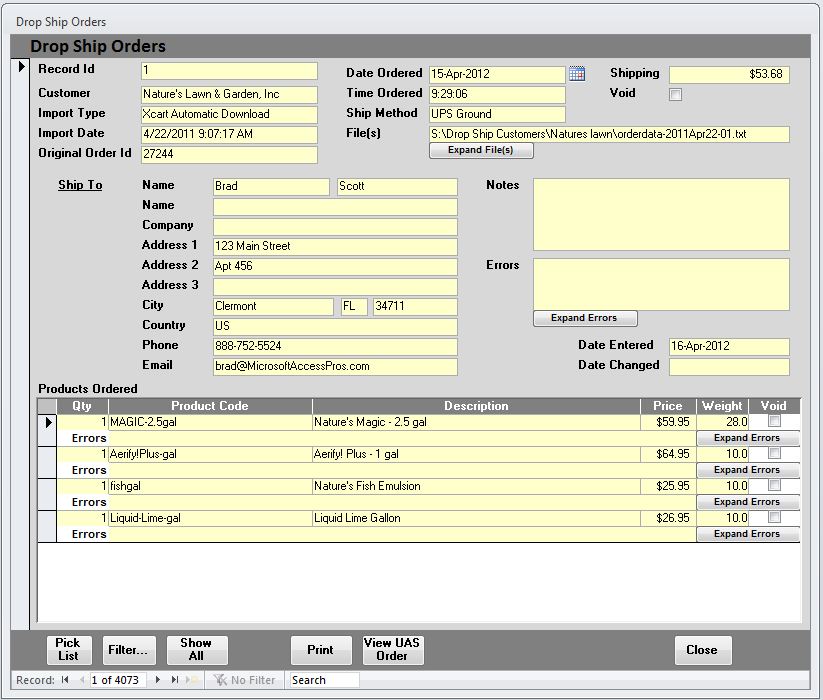 Drop Ship Orders
Drop Ship Orders
Record Id 1
Customer Nature's Lawn & Garden, Inc
Import Type Xcart Automatic Download
Import Date 4/22/2011 9:07:17 AM
Original Order Id 27244
Date Ordered 15-Apr-2012
Time Ordered 9:29:06
Ship Method UPS Ground
File(s) S:\Drop Ship Customers\Natures lawn\orderdata-2011Apr22-01.txt
Expand File(s)
Shipping $53.68
Void
Ship To
Name Brad Scott
Name
Company
Address 1 123 Main Street
Address 2 Apt 456
Address 3
City Clermont FL 34711
Country US
Phone 888-752-5524
Email brad@MicrosoftAccessPros.com
Notes
Errors
Expand Errors
Date Entered 16-Apr-2012
Date Changed
Products Ordered
Qty Product Code Description Price Weight Void
1 MAGIC-2.5gal Nature's Magic - 2.5 gal $59.95 28.0
Errors Expand Errors
1 Aerify!Plus-gal Aerify! Plus - 1 gal $64.95 10.0
Errors Expand Errors
1 fishgal Nature's Fish Emulsion $25.95 10.0
Errors Expand Errors
1 Liquid-Lime-gal Liquid Lime Gallon $26.95 10.0
Errors Expand Errors
Pick List
Filter...
Show All
Print
View UAS Order
Close
Record: 1 of 4073 No Filter Search